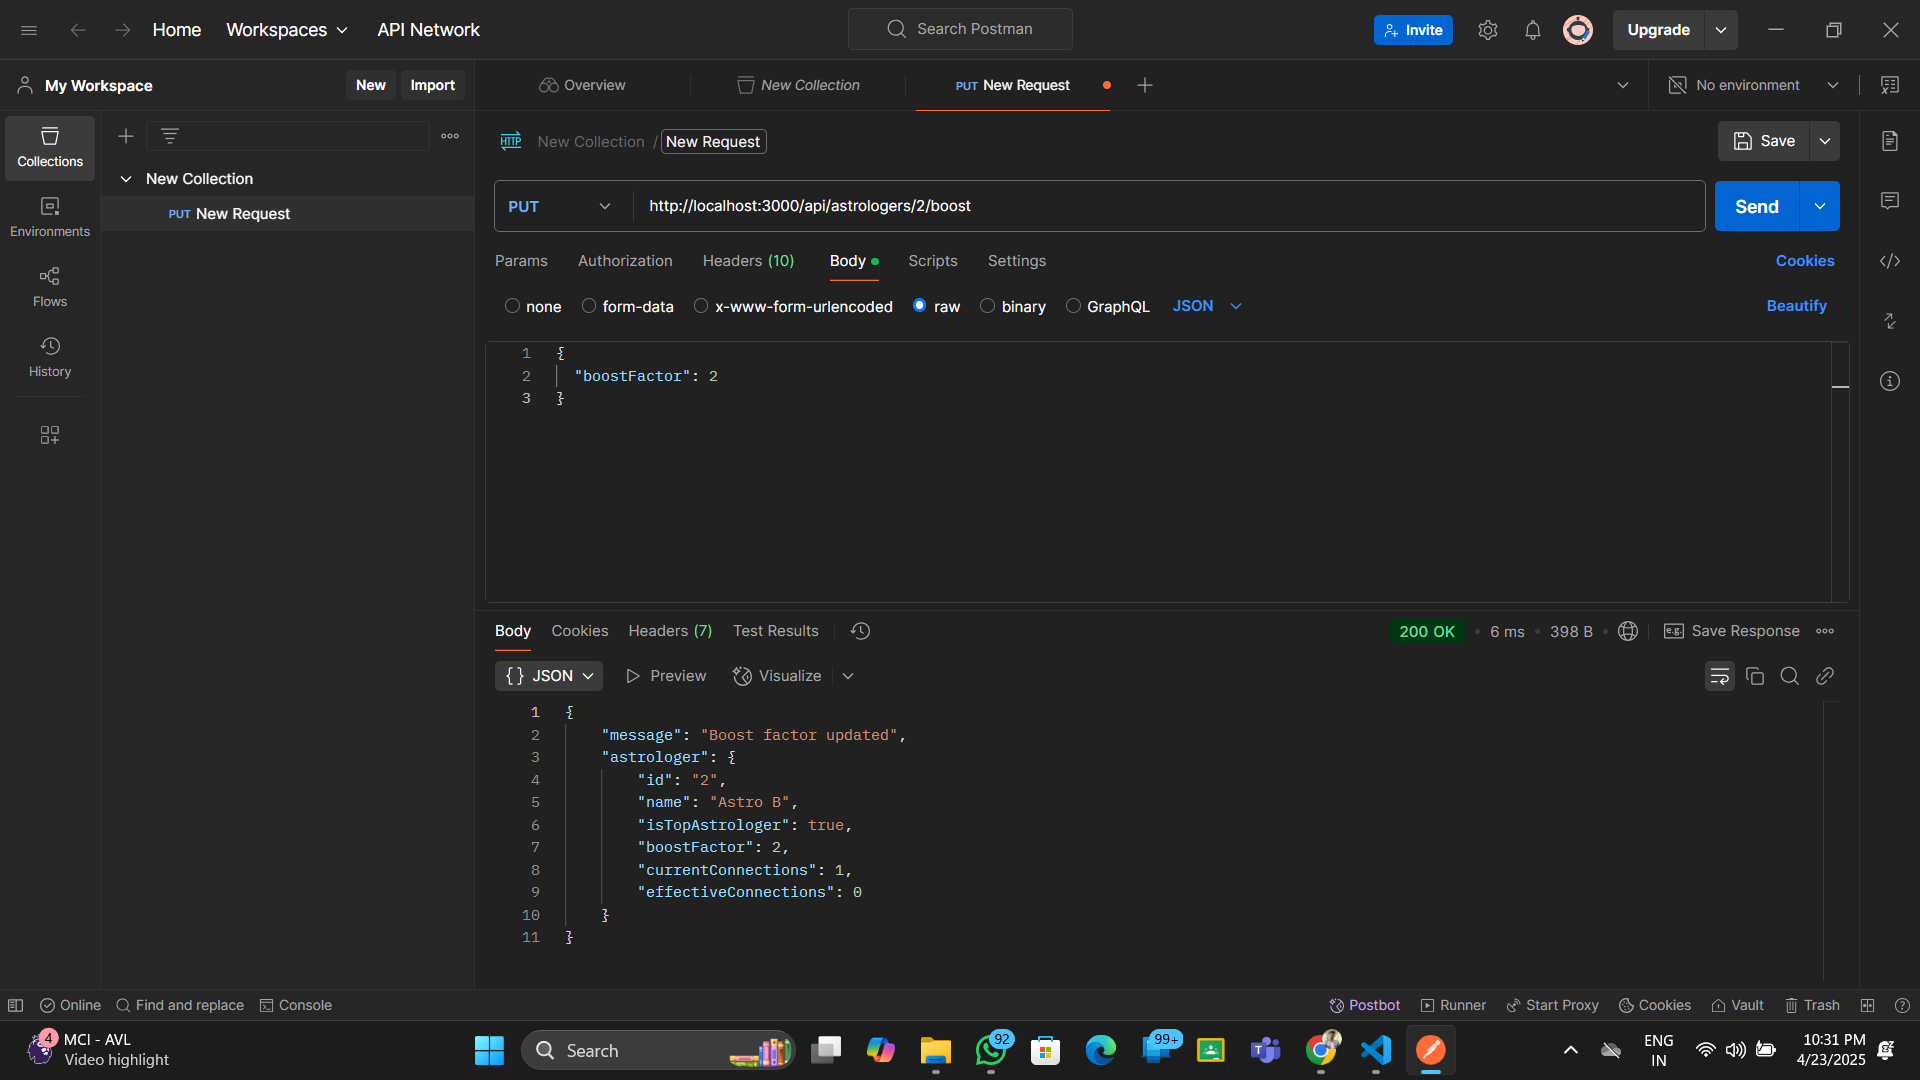 Home
Workspaces
API Network
Search Postman
Invite
Upgrade
My Workspace
New
Import
Overview
New Collection
PUT New Request
No environment
Collections
Environments
Flows
History
New Collection
PUT New Request
HTTP
New Collection / New Request
Save
PUT
http://localhost:3000/api/astrologers/2/boost
Send
Params
Authorization
Headers (10)
Body
Scripts
Settings
Cookies
none
form-data
x-www-form-urlencoded
raw
binary
GraphQL
JSON
Beautify
1 {
2 "boostFactor": 2
3 }
Body
Cookies
Headers (7)
Test Results
200 OK
6 ms
398 B
e.g.
Save Response
{} JSON
Preview
Visualize
1 {
2 "message": "Boost factor updated",
3 "astrologer": {
4 "id": "2",
5 "name": "Astro B",
6 "isTopAstrologer": true,
7 "boostFactor": 2,
8 "currentConnections": 1,
9 "effectiveConnections": 0
10 }
11 }
Online
Find and replace
Console
Postbot
Runner
Start Proxy
Cookies
Vault
Trash
4
MCI - AVL
Video highlight
Search
92
99+
ENG
IN
10:31 PM
4/23/2025